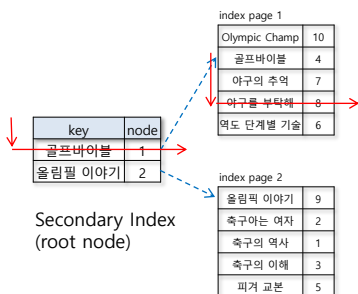 index page 1
Olympic Champ 10
골프바이블 4
야구의 추억 7
야구를 부탁해 8
역도 단계별 기술 6
key node
골프바이블 1
올림픽 이야기 2
Secondary Index
(root node)
index page 2
올림픽 이야기 9
축구아는 여자 2
축구의 역사 1
축구의 이해 3
피겨 교본 5